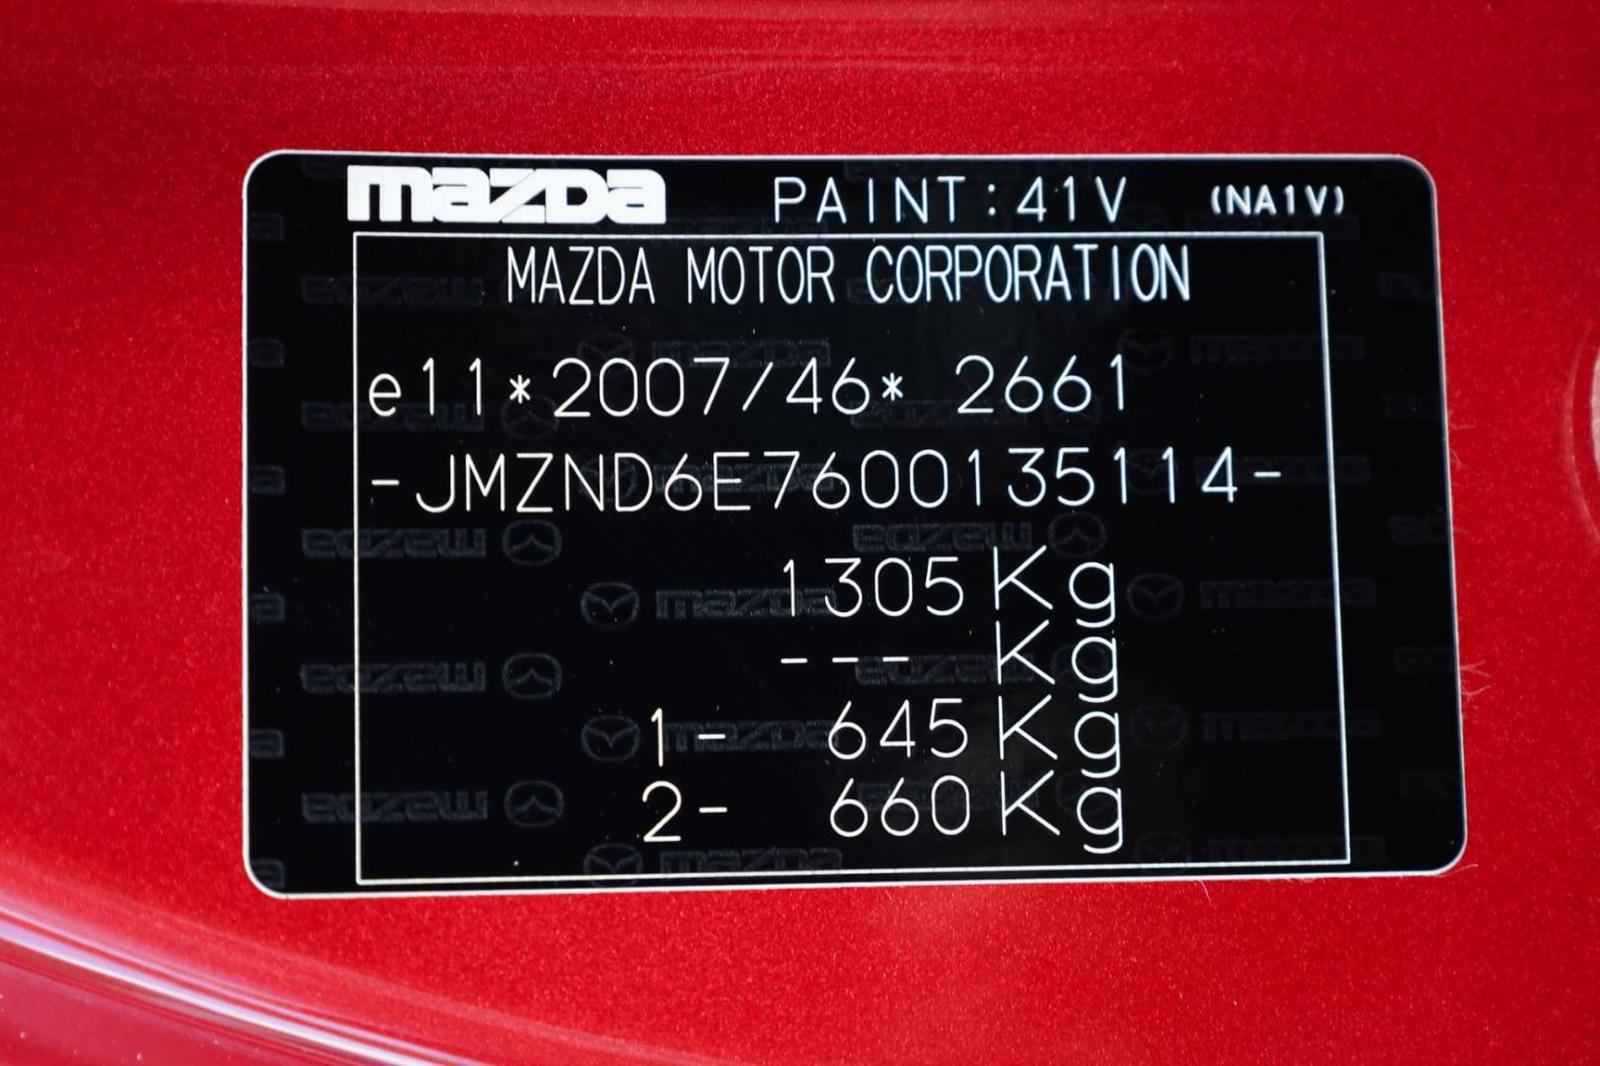 mazda PAINT:41V (NA1V)
MAZDA MOTOR CORPORATION
e11*2007/46* 2661
-JMZND6E7600135114-
1305Kg
--- Kg
1- 645Kg
2- 660Kg